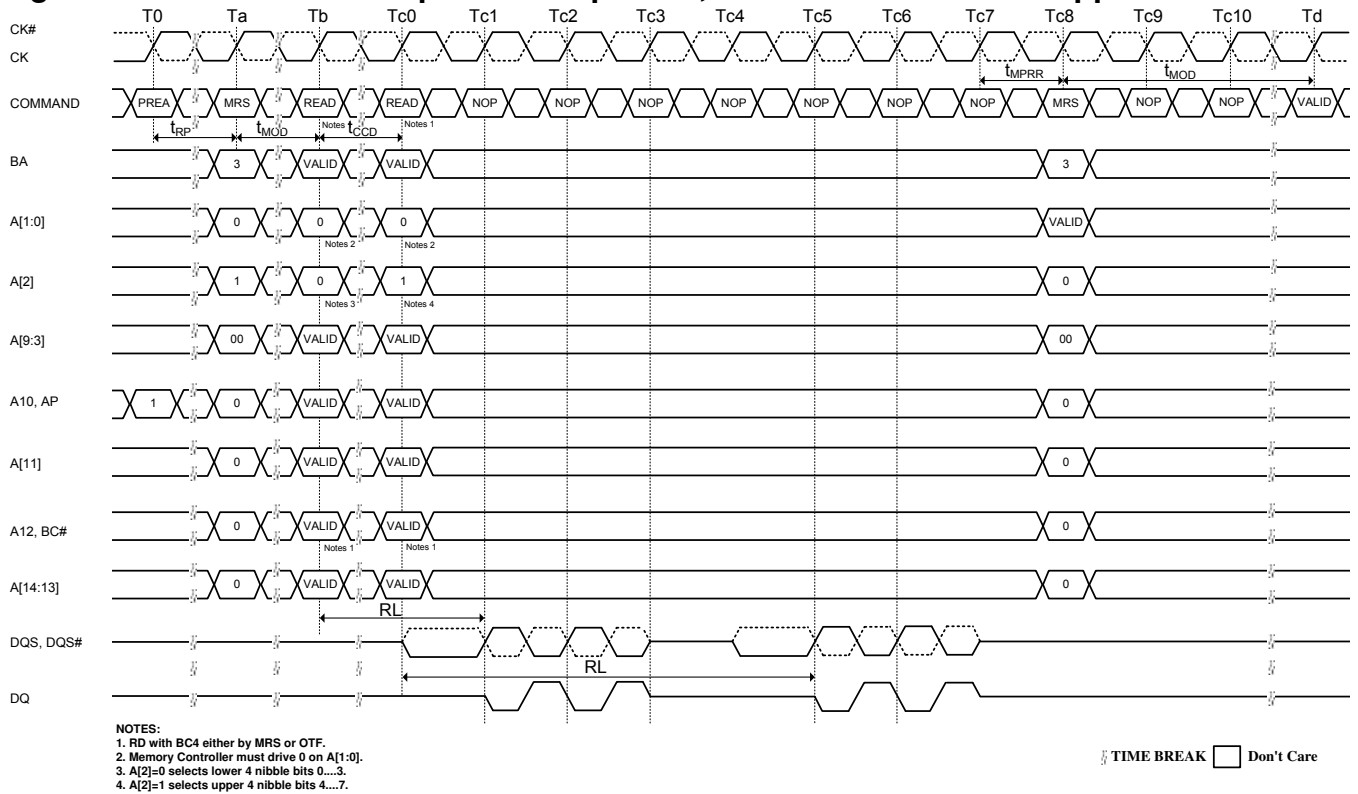 T0 Ta Tb Tc0 Tc1 Tc2 Tc3 Tc4 Tc5 Tc6 Tc7 Tc8 Tc9 Tc10 Td
CK#
CK
tMPRR tMOD
COMMAND PREA MRS READ READ NOP NOP NOP NOP NOP NOP NOP MRS NOP NOP VALID
Notes 1 Notes 1
tRP tMOD tCCD
BA 3 VALID VALID 3
A[1:0] 0 0 0 VALID
Notes 2 Notes 2
A[2] 1 0 1 0
Notes 3 Notes 4
A[9:3] 00 VALID VALID 00
A10, AP 1 0 VALID VALID 0
A[11] 0 VALID VALID 0
A12, BC# 0 VALID VALID 0
Notes 1 Notes 1
A[14:13] 0 VALID VALID 0
RL
DQS, DQS#
RL
DQ
NOTES:
1. RD with BC4 either by MRS or OTF.
2. Memory Controller must drive 0 on A[1:0].
3. A[2]=0 selects lower 4 nibble bits 0....3.
4. A[2]=1 selects upper 4 nibble bits 4....7.
TIME BREAK Don't Care